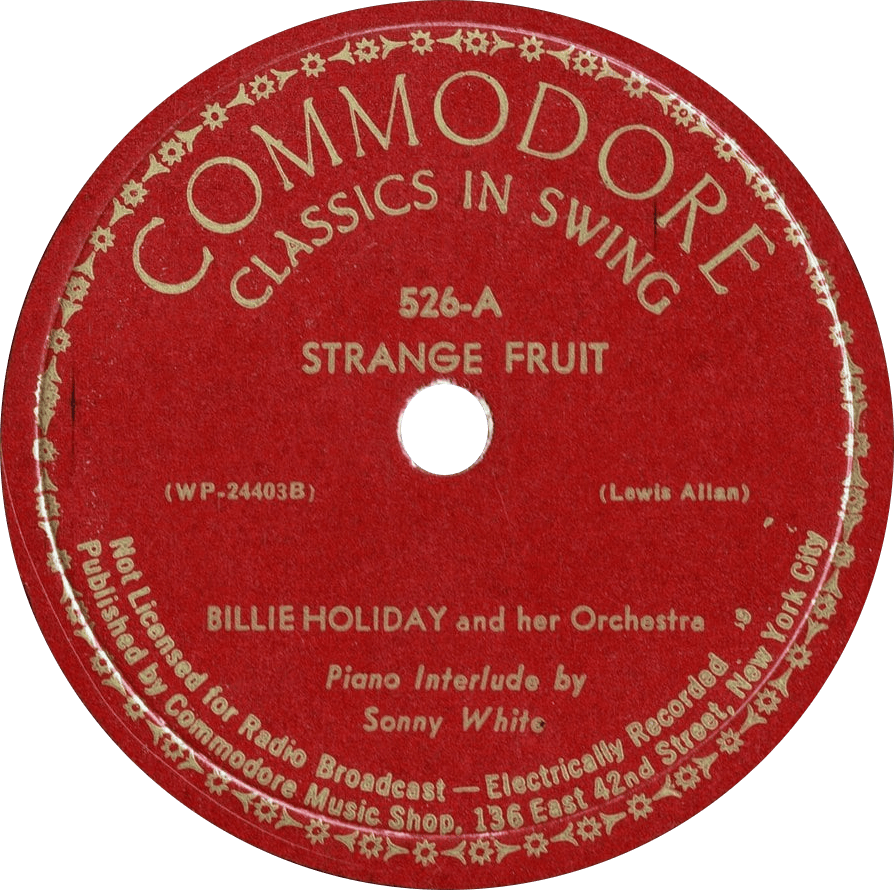 COMMODORE
CLASSICS IN SWING
526-A
STRANGE FRUIT
(WP-24403B)
(Lewis Allan)
BILLIE HOLIDAY and her Orchestra
Piano Interlude by
Sonny White
Not Licensed for Radio Broadcast — Electrically Recorded
Published by Commodore Music Shop, 136 East 42nd Street, New York City